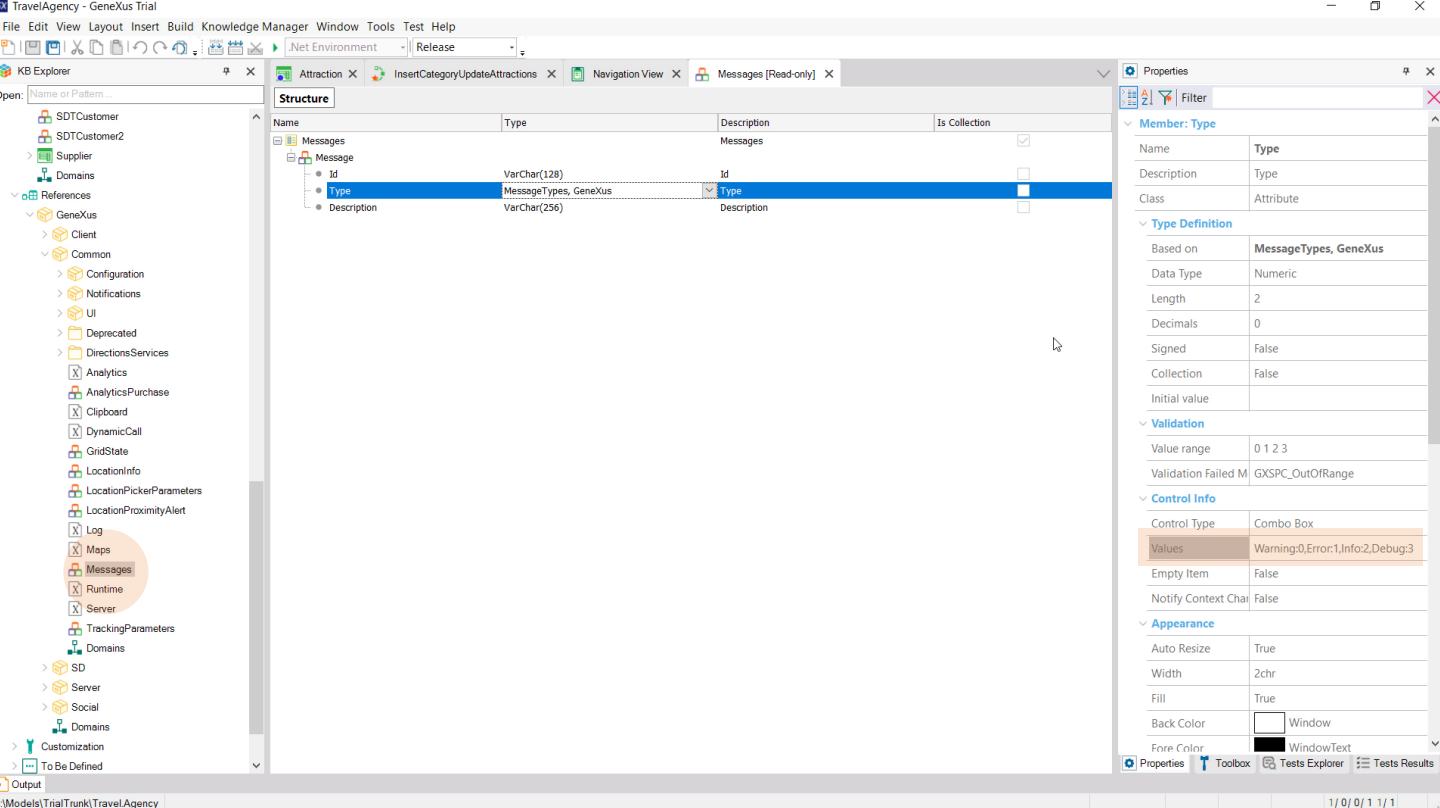 TravelAgency - GeneXus Trial
File Edit View Layout Insert Build Knowledge Manager Window Tools Test Help
.Net Environment Release
KB Explorer
Open: Name or Pattern ...
SDTCustomer
SDTCustomer2
Supplier
Domains
References
GeneXus
Client
Common
Configuration
Notifications
UI
Deprecated
DirectionsServices
Analytics
AnalyticsPurchase
Clipboard
DynamicCall
GridState
LocationInfo
LocationPickerParameters
LocationProximityAlert
Log
Maps
Messages
Runtime
Server
TrackingParameters
Domains
SD
Server
Social
Domains
Customization
To Be Defined
Output
:\Models\TrialTrunk\Travel.Agency
Attraction InsertCategoryUpdateAttractions Navigation View Messages [Read-only]
Structure
Name Type Description Is Collection
Messages Messages
Message
Id VarChar(128) Id
Type MessageTypes, GeneXus Type
Description VarChar(256) Description
Properties
Filter
Member: Type
Name Type
Description Type
Class Attribute
Type Definition
Based on MessageTypes, GeneXus
Data Type Numeric
Length 2
Decimals 0
Signed False
Collection False
Initial value
Validation
Value range 0 1 2 3
Validation Failed M GXSPC_OutOfRange
Control Info
Control Type Combo Box
Values Warning:0,Error:1,Info:2,Debug:3
Empty Item False
Notify Context Char False
Appearance
Auto Resize True
Width 2chr
Fill True
Back Color Window
Fore Color WindowText
Properties Toolbox Tests Explorer Tests Results
1/ 0/ 0/ 1 1/ 1